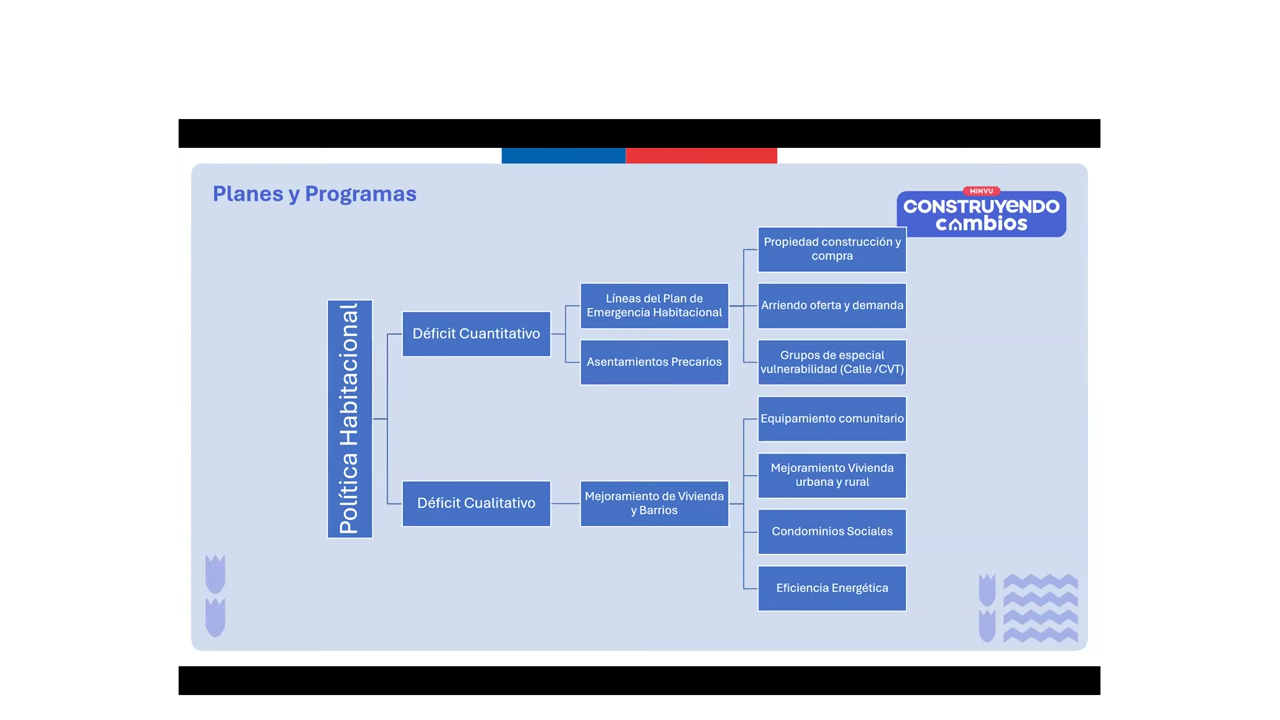 Planes y Programas
MINVU
CONSTRUYENDO
cambios
Política Habitacional
Déficit Cuantitativo
Líneas del Plan de
Emergencia Habitacional
Propiedad construcción y
compra
Arriendo oferta y demanda
Grupos de especial
vulnerabilidad (Calle /CVT)
Asentamientos Precarios
Déficit Cualitativo
Mejoramiento de Vivienda
y Barrios
Equipamiento comunitario
Mejoramiento Vivienda
urbana y rural
Condominios Sociales
Eficiencia Energética